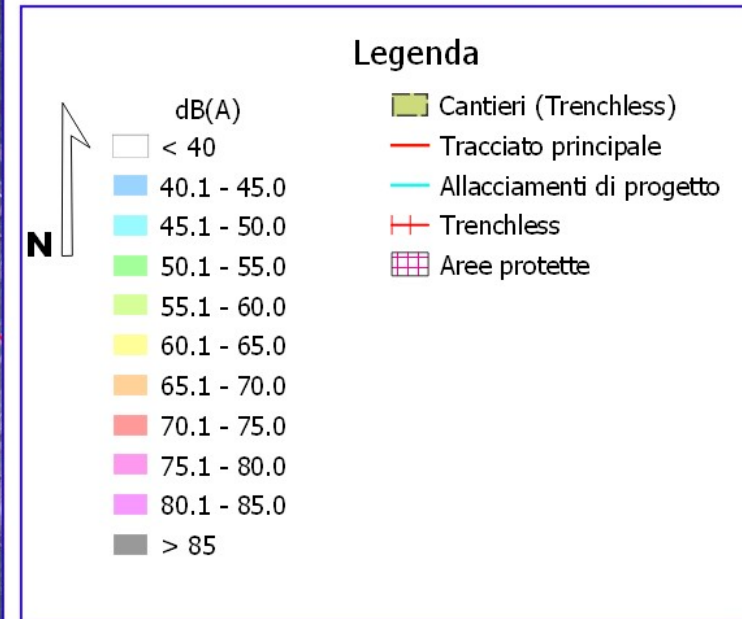 Legenda
N
dB(A)
< 40
40.1 - 45.0
45.1 - 50.0
50.1 - 55.0
55.1 - 60.0
60.1 - 65.0
65.1 - 70.0
70.1 - 75.0
75.1 - 80.0
80.1 - 85.0
> 85
Cantieri (Trenchless)
Tracciato principale
Allacciamenti di progetto
Trenchless
Aree protette